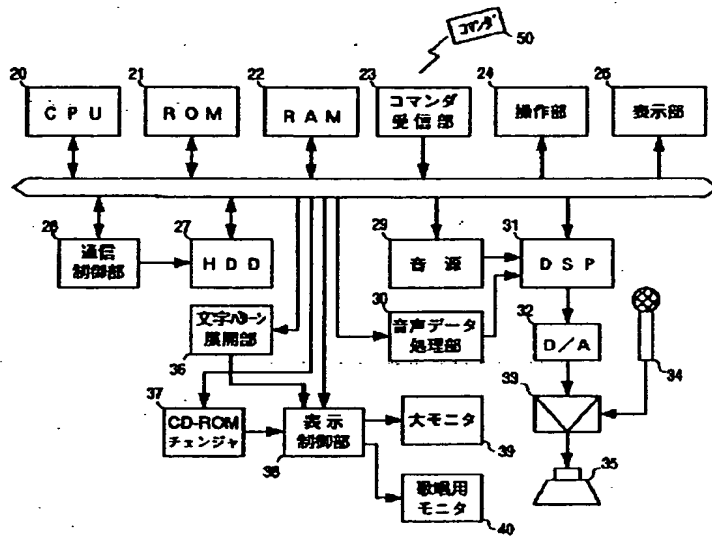 コマンダ
50
20
21
22
23
24
25
CPU
ROM
RAM
コマンダ
受信部
操作部
表示部
26
27
29
31
通信
制御部
HDD
音源
DSP
30
文字パターン
展開部
音声データ
処理部
32
D/A
36
34
37
33
CD-ROM
チェンジャ
表示
制御部
大モニタ
38
39
35
歌唱用
モニタ
40